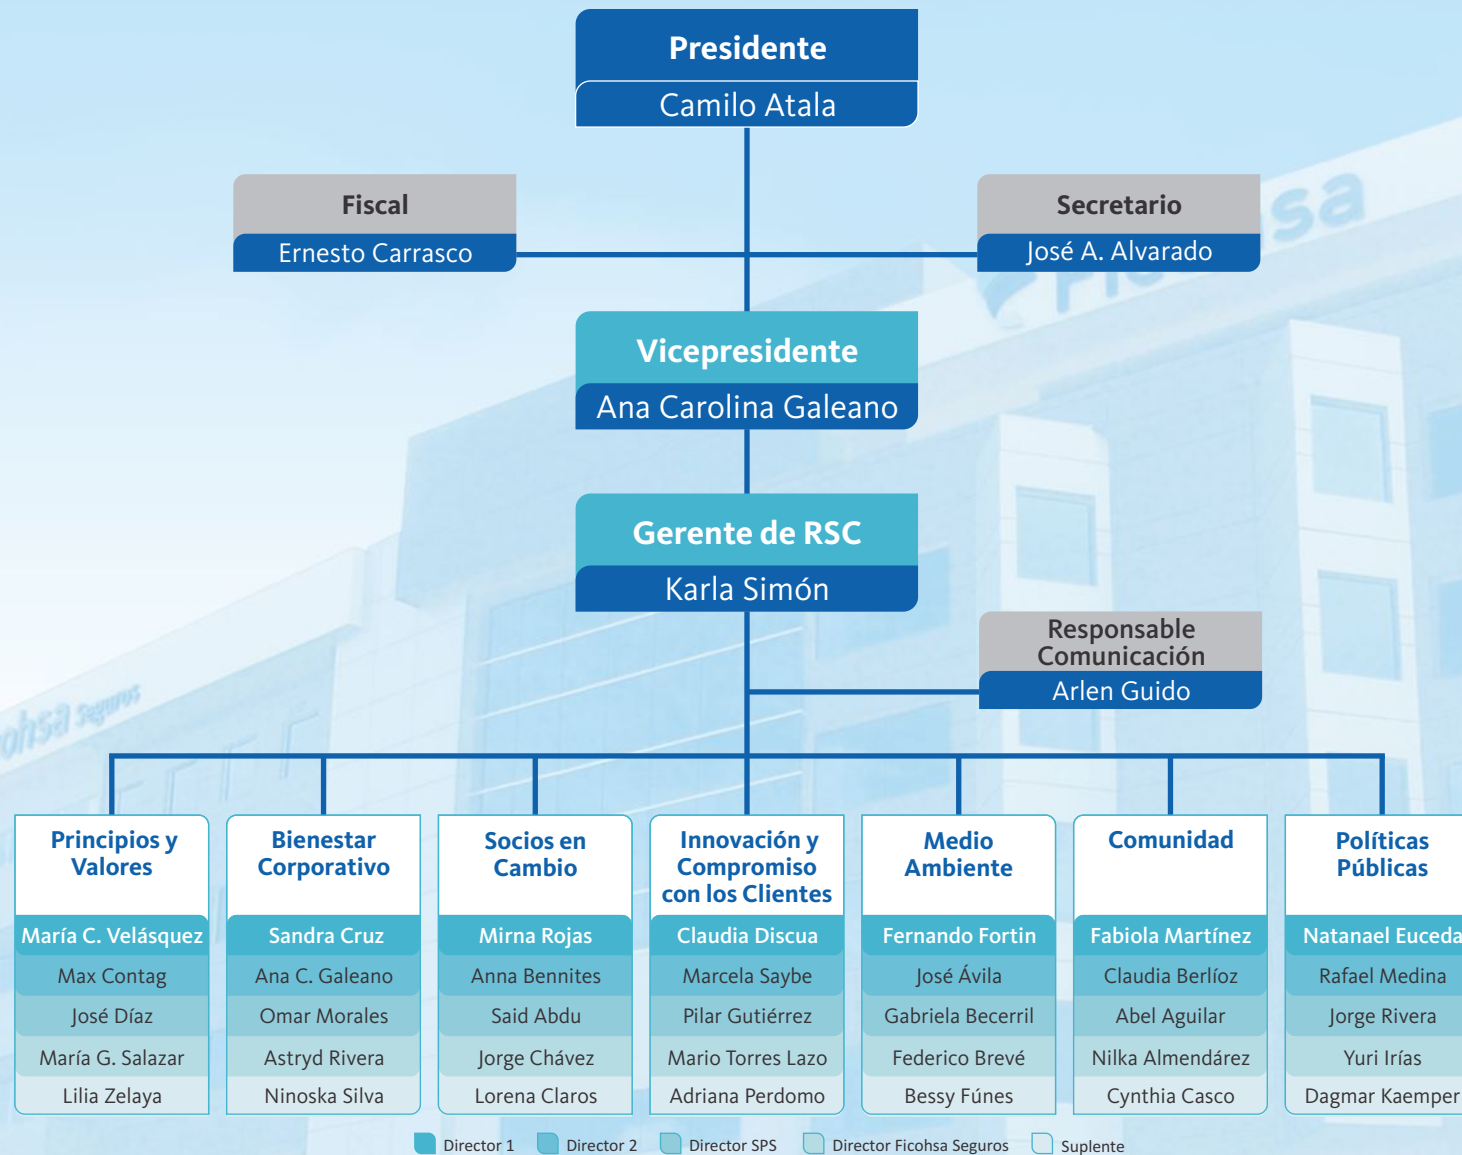 Presidente
Camilo Atala
Fiscal
Ernesto Carrasco
Secretario
José A. Alvarado
Vicepresidente
Ana Carolina Galeano
Gerente de RSC
Karla Simón
Responsable
Comunicación
Arlen Guido
Principios y
Valores
María C. Velásquez
Max Contag
José Díaz
María G. Salazar
Lilia Zelaya
Bienestar
Corporativo
Sandra Cruz
Ana C. Galeano
Omar Morales
Astryd Rivera
Ninoska Silva
Socios en
Cambio
Mirna Rojas
Anna Bennites
Said Abdu
Jorge Chávez
Lorena Claros
Innovación y
Compromiso
con los Clientes
Claudia Discua
Marcela Saybe
Pilar Gutiérrez
Mario Torres Lazo
Adriana Perdomo
Medio
Ambiente
Fernando Fortin
José Ávila
Gabriela Becerril
Federico Brevé
Bessy Fúnes
Comunidad
Fabiola Martínez
Claudia Berlíoz
Abel Aguilar
Nilka Almendárez
Cynthia Casco
Políticas
Públicas
Natanael Euceda
Rafael Medina
Jorge Rivera
Yuri Irías
Dagmar Kaemper
Director 1
Director 2
Director SPS
Director Ficohsa Seguros
Suplente
ohsa Seguros